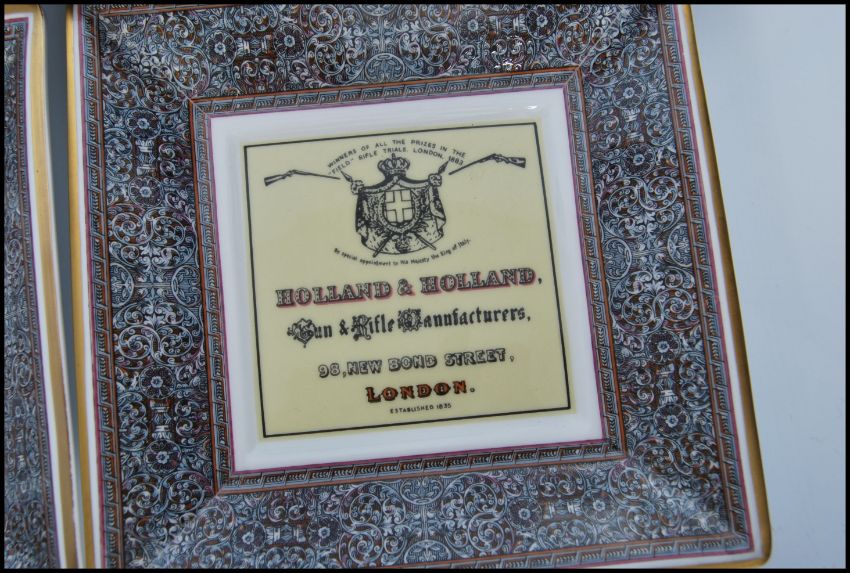 WINNERS OF ALL THE PRIZES IN THE
"FIELD" RIFLE TRIALS, LONDON, 1883
By special appointment to His Majesty the King of Italy.
HOLLAND & HOLLAND,
Gun & Rifle Manufacturers,
98, NEW BOND STREET,
LONDON.
ESTABLISHED 1835